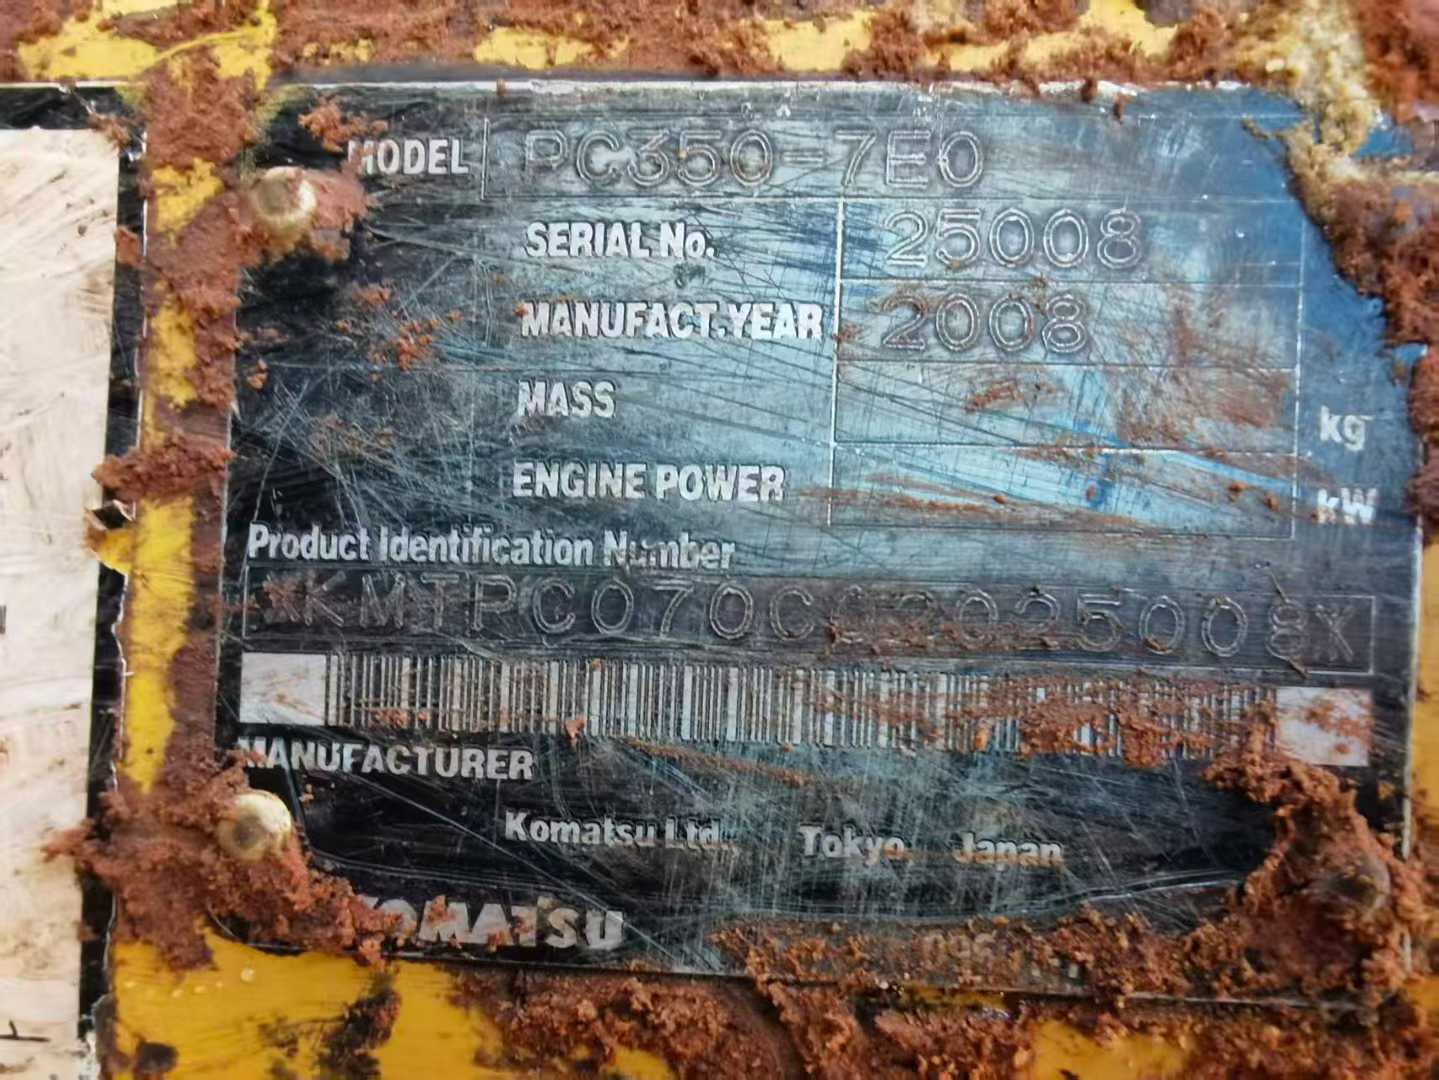 MODEL PC350-7E0
SERIAL No. 25008
MANUFACT.YEAR 2008
MASS kg
ENGINE POWER kW
Product Identification Number
MANUFACTURER
Komatsu Ltd. Tokyo Japan
KOMATSU